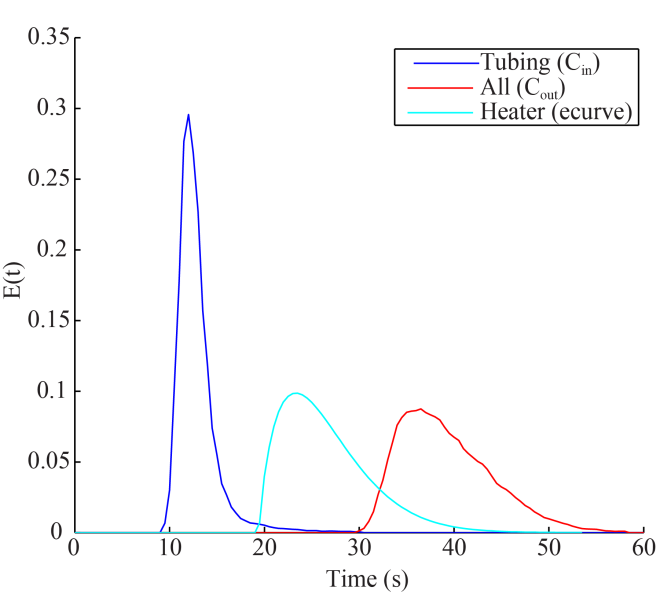 0.35
0.3
0.25
0.2
0.15
0.1
0.05
0
E(t)
Tubing (Cin)
All (Cout)
Heater (ecurve)
0 10 20 30 40 50 60
Time (s)